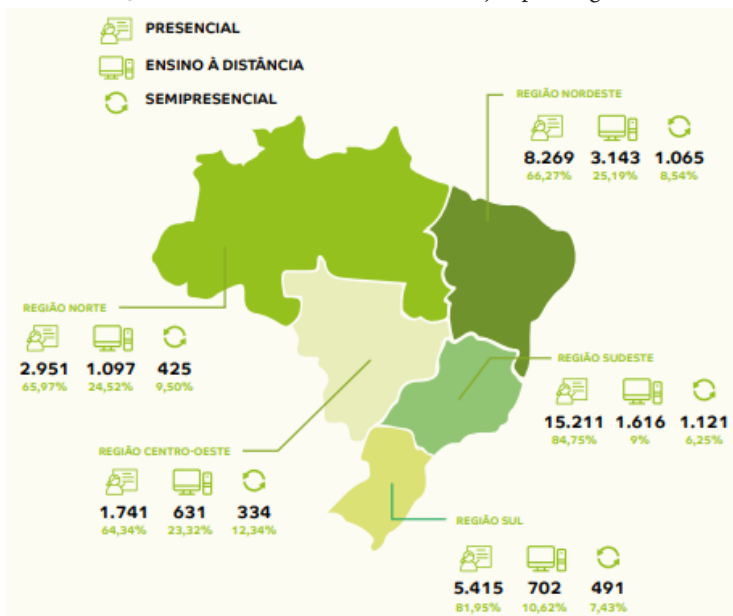 PRESENCIAL
ENSINO À DISTÂNCIA
SEMIPRESENCIAL
REGIÃO NORDESTE
8.269 3.143 1.065
66,27% 25,19% 8,54%
REGIÃO NORTE
2.951 1.097 425
65,97% 24,52% 9,50%
REGIÃO SUDESTE
15.211 1.616 1.121
84,75% 9% 6,25%
REGIÃO CENTRO-OESTE
1.741 631 334
64,34% 23,32% 12,34%
REGIÃO SUL
5.415 702 491
81,95% 10,62% 7,43%